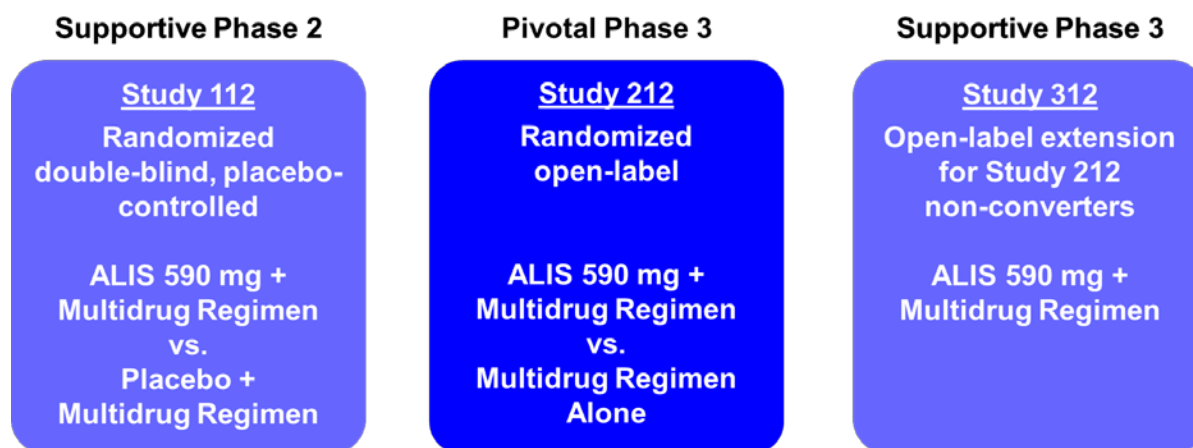 Supportive Phase 2
Study 112
Randomized
double-blind, placebo-
controlled
ALIS 590 mg +
Multidrug Regimen
vs.
Placebo +
Multidrug Regimen
Pivotal Phase 3
Study 212
Randomized
open-label
ALIS 590 mg +
Multidrug Regimen
vs.
Multidrug Regimen
Alone
Supportive Phase 3
Study 312
Open-label extension
for Study 212
non-converters
ALIS 590 mg +
Multidrug Regimen